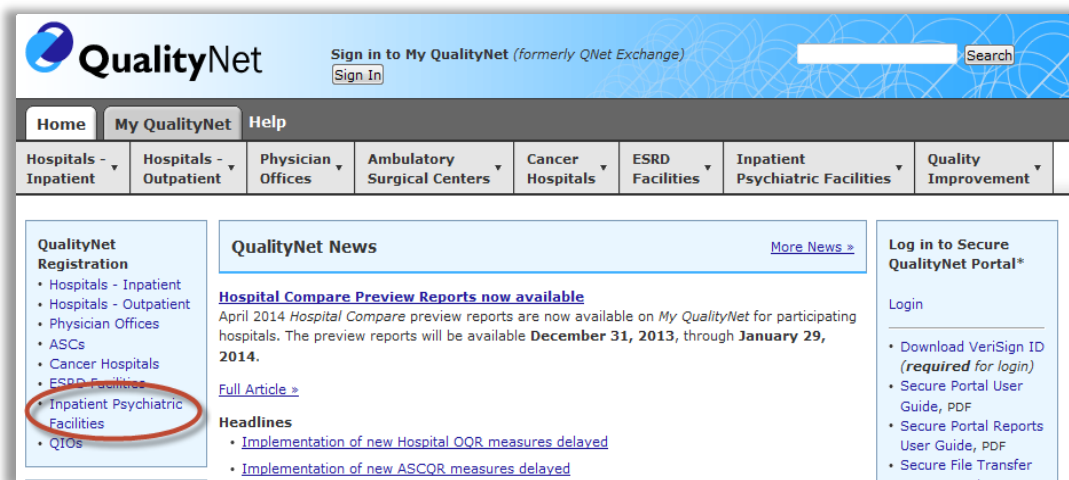 QualityNet
Sign in to My QualityNet (formerly QNet Exchange)
Sign In
Search
Home
My QualityNet
Help
Hospitals -
Inpatient
Hospitals -
Outpatient
Physician
Offices
Ambulatory
Surgical Centers
Cancer
Hospitals
ESRD
Facilities
Inpatient
Psychiatric Facilities
Quality
Improvement
QualityNet
Registration
• Hospitals - Inpatient
• Hospitals - Outpatient
• Physician Offices
• ASCs
• Cancer Hospitals
• ESRD Facilities
• Inpatient Psychiatric
Facilities
• QIOs
QualityNet News
More News »
Hospital Compare Preview Reports now available
April 2014 Hospital Compare preview reports are now available on My QualityNet for participating
hospitals. The preview reports will be available December 31, 2013, through January 29,
2014.
Full Article »
Headlines
• Implementation of new Hospital OQR measures delayed
• Implementation of new ASCQR measures delayed
Log in to Secure
QualityNet Portal*
Login
• Download VeriSign ID
(required for login)
• Secure Portal User
Guide, PDF
• Secure Portal Reports
User Guide, PDF
• Secure File Transfer